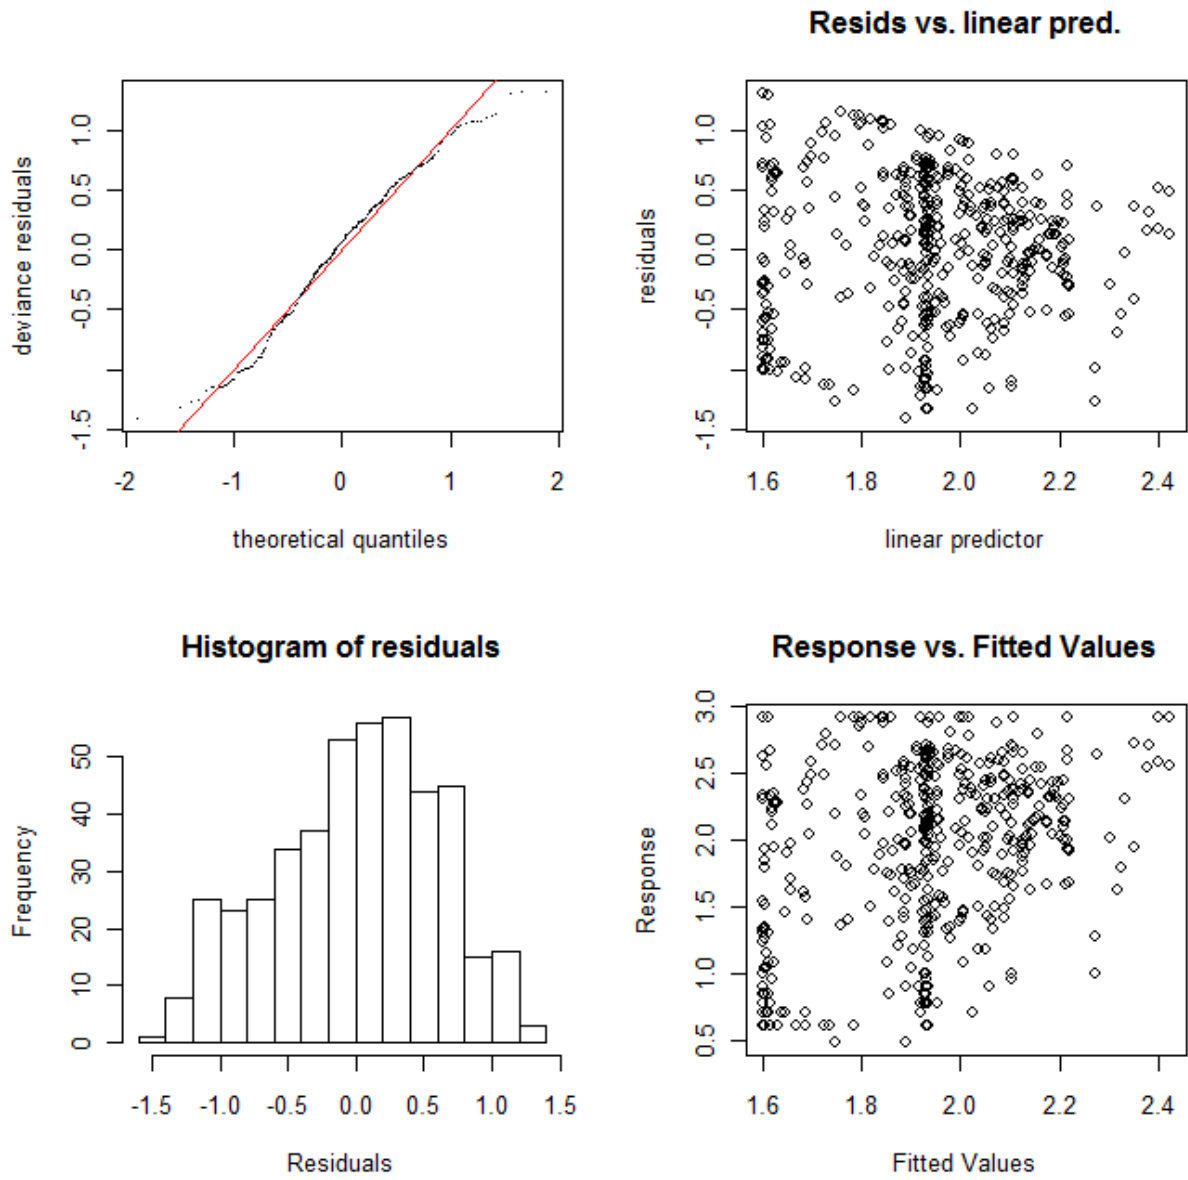 deviance residuals
-1.5 -0.5 0.0 0.5 1.0
-2 -1 0 1 2
theoretical quantiles
Resids vs. linear pred.
residuals
-1.5 -0.5 0.0 0.5 1.0
1.6 1.8 2.0 2.2 2.4
linear predictor
Histogram of residuals
Frequency
0 10 20 30 40 50
-1.5 -1.0 -0.5 0.0 0.5 1.0 1.5
Residuals
Response vs. Fitted Values
Response
0.5 1.0 1.5 2.0 2.5 3.0
1.6 1.8 2.0 2.2 2.4
Fitted Values